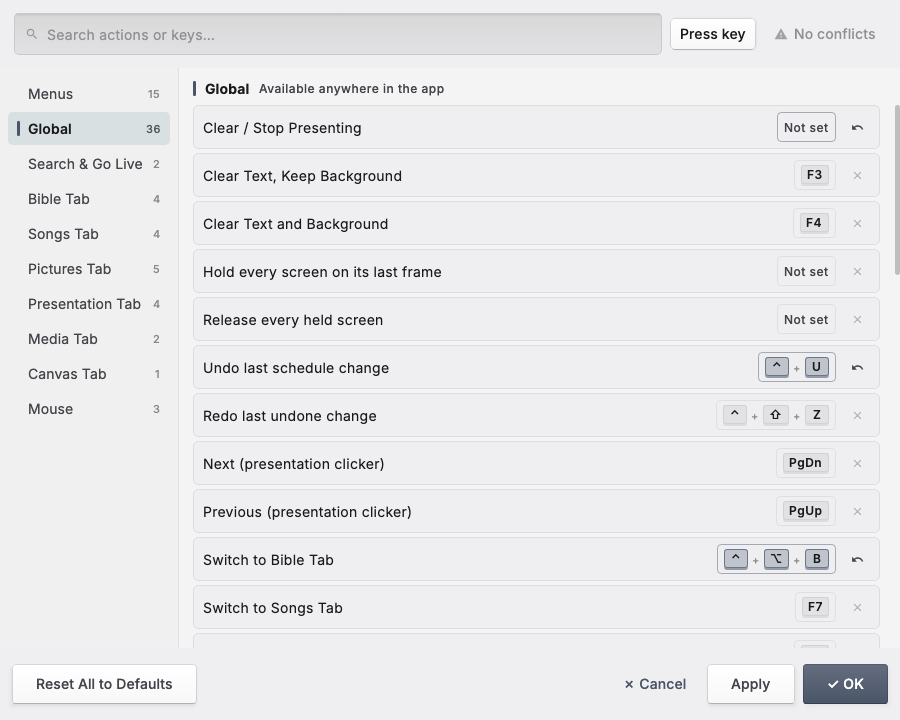 Search actions or keys...
Press key
No conflicts
Menus 15
Global 36
Search & Go Live 2
Bible Tab 4
Songs Tab 4
Pictures Tab 5
Presentation Tab 4
Media Tab 2
Canvas Tab 1
Mouse 3
Global Available anywhere in the app
Clear / Stop Presenting Not set
Clear Text, Keep Background F3 ×
Clear Text and Background F4 ×
Hold every screen on its last frame Not set ×
Release every held screen Not set ×
Undo last schedule change ^ + U
Redo last undone change ^ + ⇧ + Z ×
Next (presentation clicker) PgDn ×
Previous (presentation clicker) PgUp ×
Switch to Bible Tab ^ + ⌥ + B
Switch to Songs Tab F7 ×
Reset All to Defaults
× Cancel
Apply
✓ OK